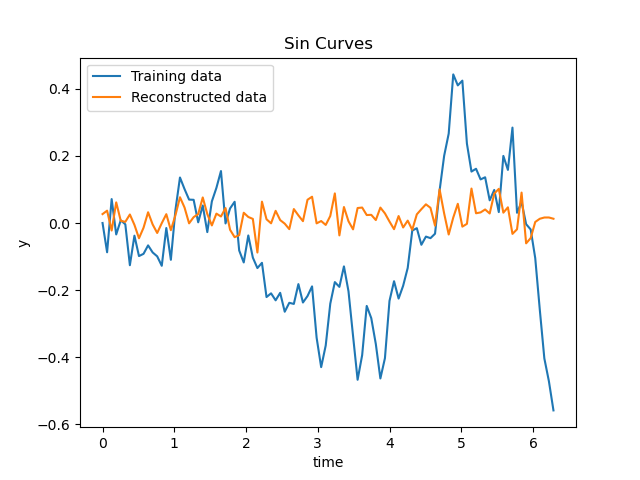 Sin Curves
Training data
Reconstructed data
0.4
0.2
0.0
−0.2
−0.4
−0.6
y
0 1 2 3 4 5 6
time